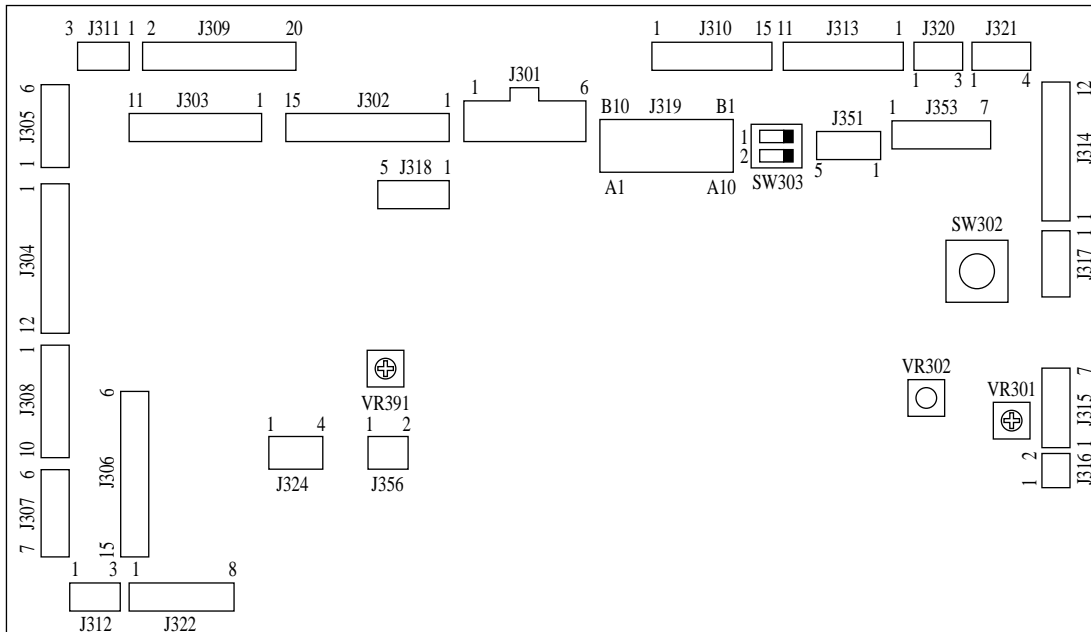 3 J311 1 2 J309 20 1 J310 15 11 J313 1 J320 J321
1 3 1 4
6 J305 1
11 J303 1 15 J302 1 1 J301 6
B10 J319 B1
A1 A10
1 2 SW303
J351
5 1
1 J353 7
12 J314 1
5 J318 1
1 J304 12
SW302
1 J317
1 J308 10
VR391
VR302
VR301
7 J315 1
2 J316 1
6 J306 15
1 4
J324
1 2
J356
6 J307 7
1 3 1 8
J312 J322